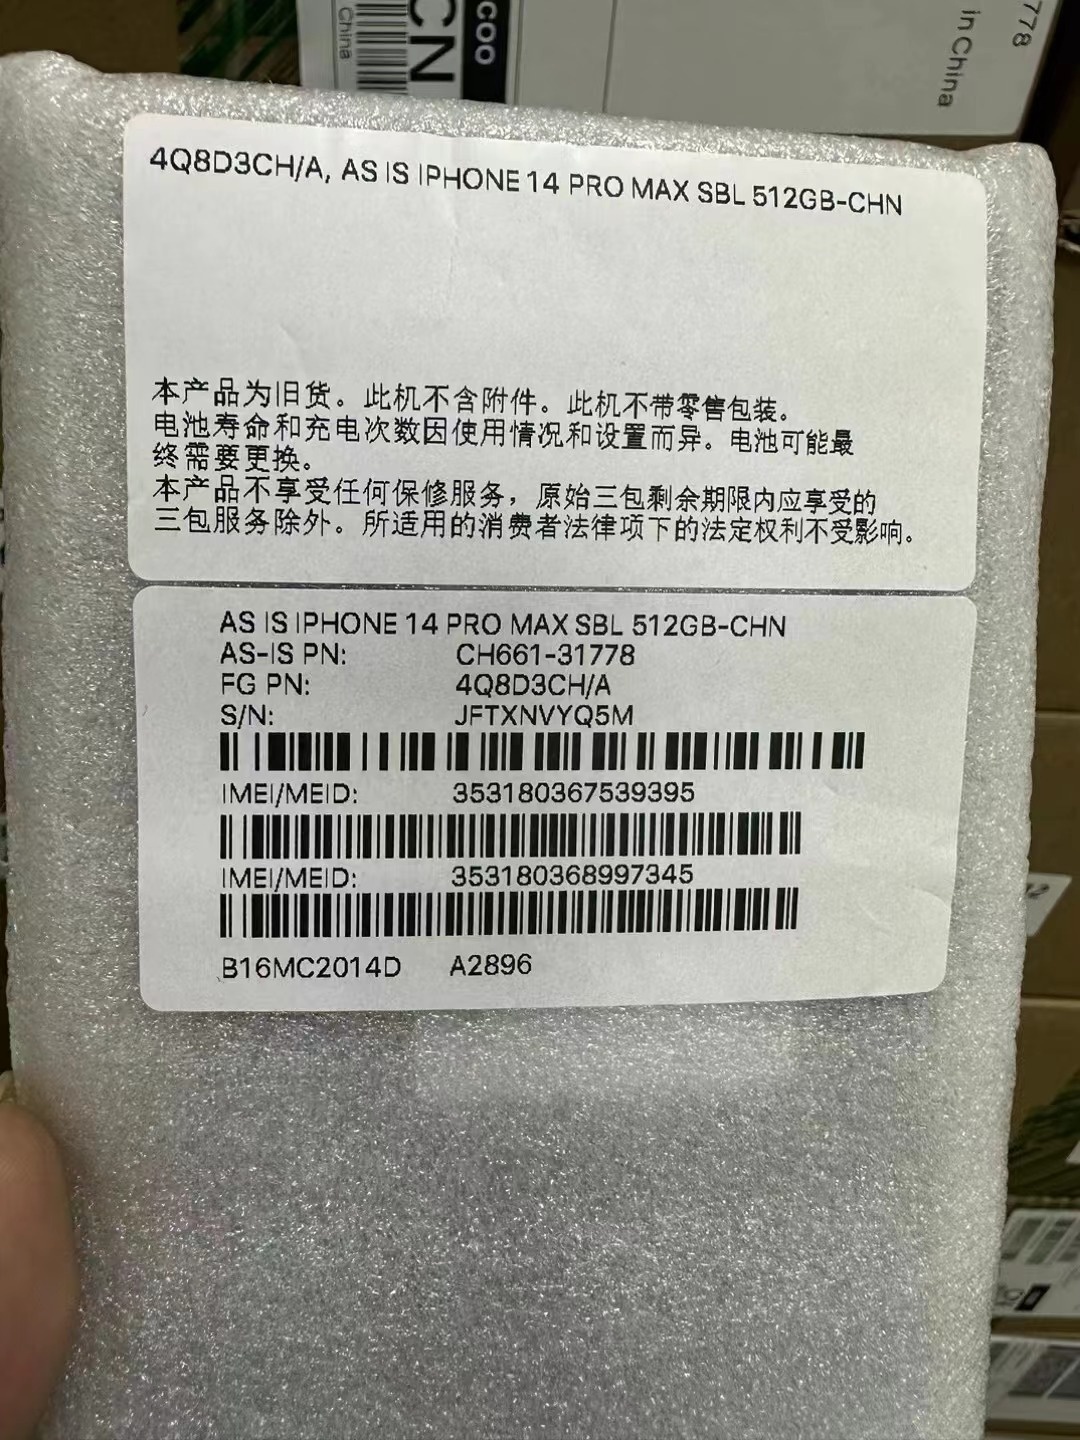 China
CN
COO
in China
778
4Q8D3CH/A, AS IS IPHONE 14 PRO MAX SBL 512GB-CHN
本产品为旧货。此机不含附件。此机不带零售包装。
电池寿命和充电次数因使用情况和设置而异。电池可能最
终需要更换。
本产品不享受任何保修服务，原始三包剩余期限内应享受的
三包服务除外。所适用的消费者法律项下的法定权利不受影响。
AS IS IPHONE 14 PRO MAX SBL 512GB-CHN
AS-IS PN: CH661-31778
FG PN: 4Q8D3CH/A
S/N: JFTXNVYQ5M
IMEI/MEID: 353180367539395
IMEI/MEID: 353180368997345
B16MC2014D A2896